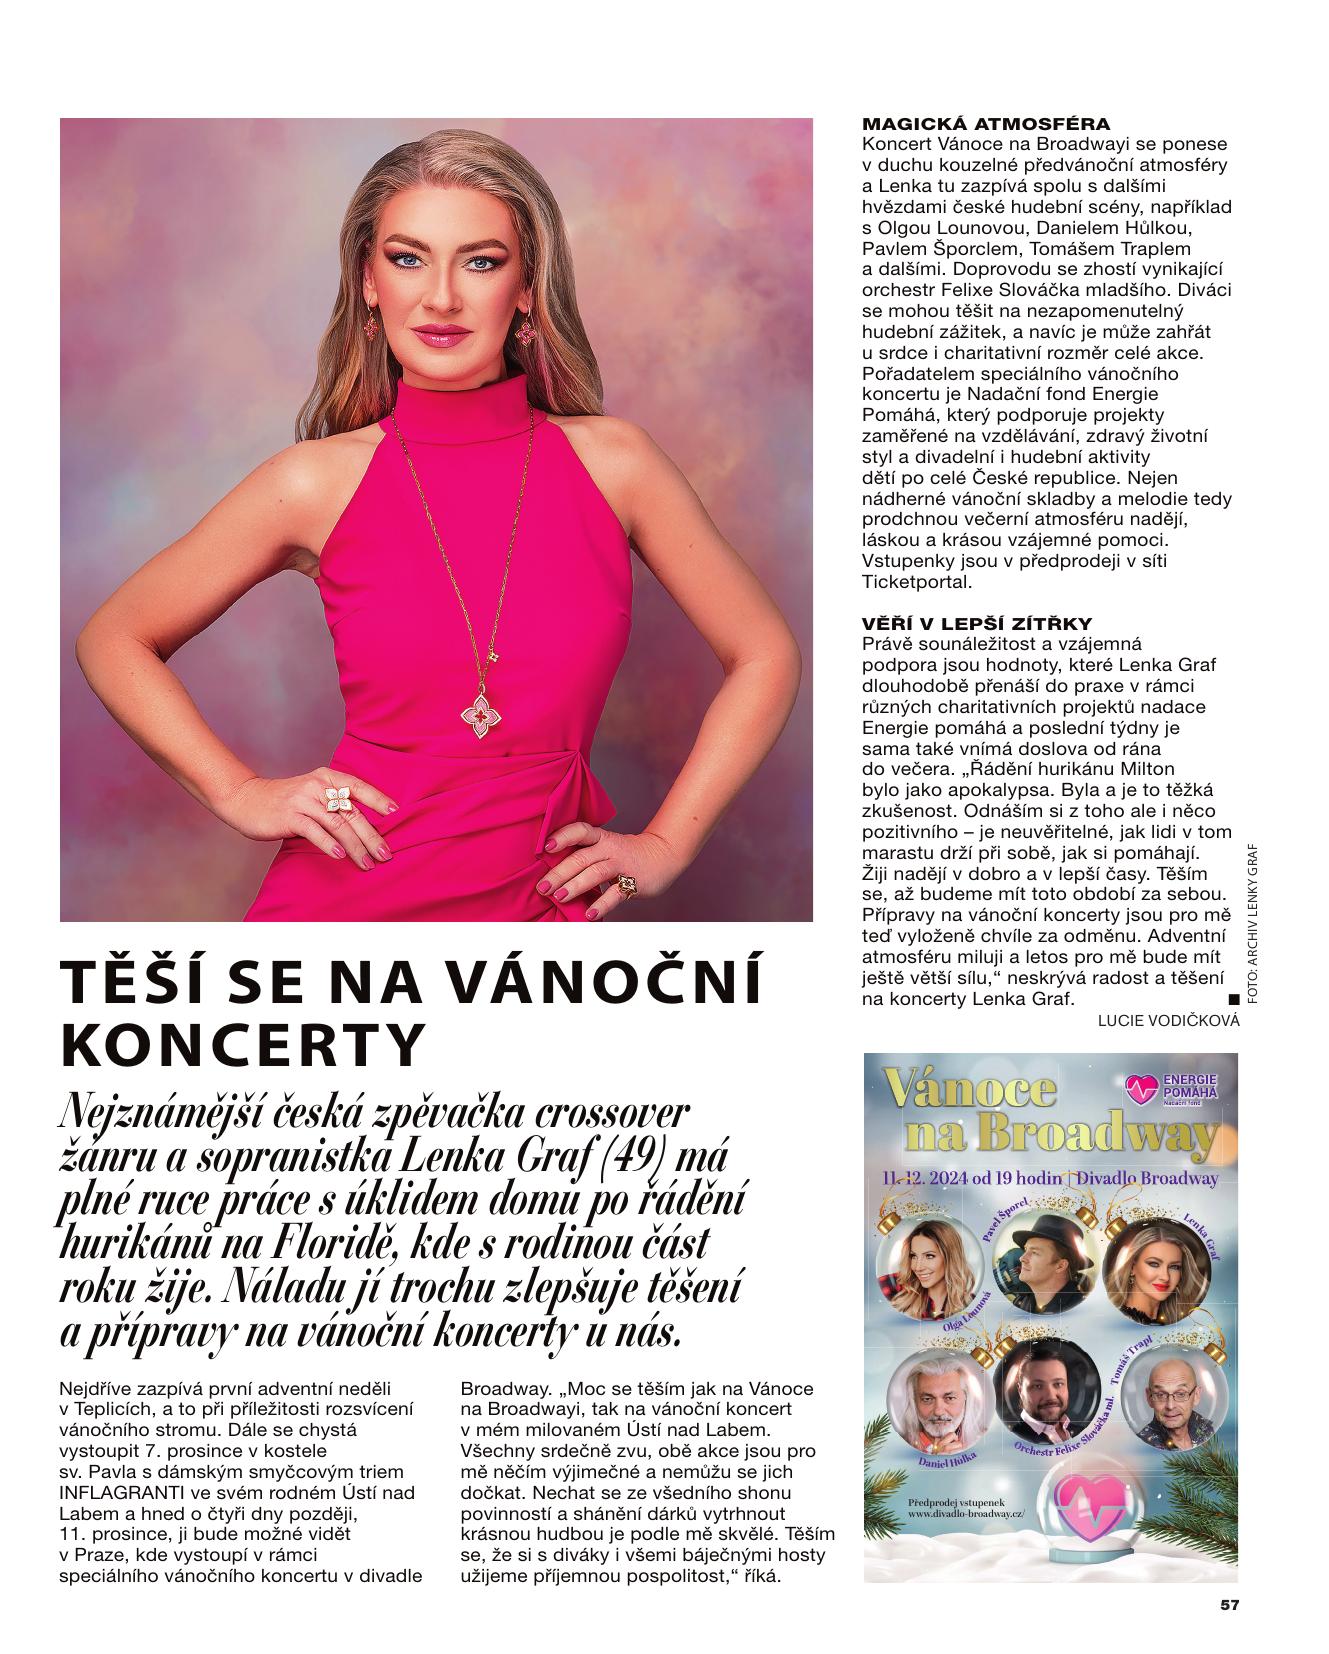 TĚŠÍ SE NA VÁNOČNÍ
KONCERTY
Nejznámější česká zpěvačka crossover
žánru a sopranistka Lenka Graf (49) má
plné ruce práce s úklidem domu po řádění
hurikánů na Floridě, kde s rodinou část
roku žije. Náladu jí trochu zlepšuje těšení
a přípravy na vánoční koncerty u nás.
Nejdříve zazpívá první adventní neděli
v Teplicích, a to při příležitosti rozsvícení
vánočního stromu. Dále se chystá
vystoupit 7. prosince v kostele
sv. Pavla s dámským smyčcovým triem
INFLAGRANTI ve svém rodném Ústí nad
Labem a hned o čtyři dny později,
11. prosince, ji bude možné vidět
v Praze, kde vystoupí v rámci
speciálního vánočního koncertu v divadle
Broadway. „Moc se těším jak na Vánoce
na Broadwayi, tak na vánoční koncert
v mém milovaném Ústí nad Labem.
Všechny srdečně zvu, obě akce jsou pro
mě něčím výjimečné a nemůžu se jich
dočkat. Nechat se ze všedního shonu
povinností a shánění dárků vytrhnout
krásnou hudbou je podle mě skvělé. Těším
se, že si s diváky i všemi báječnými hosty
užijeme příjemnou pospolitost,“ říká.
MAGICKÁ ATMOSFÉRA
Koncert Vánoce na Broadwayi se ponese
v duchu kouzelné předvánoční atmosféry
a Lenka tu zazpívá spolu s dalšími
hvězdami české hudební scény, například
s Olgou Lounovou, Danielem Hůlkou,
Pavlem Šporclem, Tomášem Traplem
a dalšími. Doprovodu se zhostí vynikající
orchestr Felixe Slováčka mladšího. Diváci
se mohou těšit na nezapomenutelný
hudební zážitek, a navíc je může zahřát
u srdce i charitativní rozměr celé akce.
Pořadatelem speciálního vánočního
koncertu je Nadační fond Energie
Pomáhá, který podporuje projekty
zaměřené na vzdělávání, zdravý životní
styl a divadelní i hudební aktivity
dětí po celé České republice. Nejen
nádherné vánoční skladby a melodie tedy
prodchnou večerní atmosféru nadějí,
láskou a krásou vzájemné pomoci.
Vstupenky jsou v předprodeji v síti
Ticketportal.
VĚŘÍ V LEPŠÍ ZÍTŘKY
Právě sounáležitost a vzájemná
podpora jsou hodnoty, které Lenka Graf
dlouhodobě přenáší do praxe v rámci
různých charitativních projektů nadace
Energie pomáhá a poslední týdny je
sama také vnímá doslova od rána
do večera. „Řádění hurikánu Milton
bylo jako apokalypsa. Byla a je to těžká
zkušenost. Odnáším si z toho ale i něco
pozitivního – je neuvěřitelné, jak lidi v tom
marastu drží při sobě, jak si pomáhají.
Žiji nadějí v dobro a v lepší časy. Těším
se, až budeme mít toto období za sebou.
Přípravy na vánoční koncerty jsou pro mě
teď vyloženě chvíle za odměnu. Adventní
atmosféru miluji a letos pro mě bude mít
ještě větší sílu,“ neskrývá radost a těšení
na koncerty Lenka Graf.
LUCIE VODIČKOVÁ
FOTO: ARCHIV LENKY GRAF
Vánoce
na Broadway
ENERGIE
POMÁHÁ
Nadační fond
11. 12. 2024 od 19 hodin | Divadlo Broadway
Olga Lounová
Pavel Šporcl
Lenka Graf
Daniel Hůlka
Orchestr Felixe Slováčka ml.
Tomáš Trapl
Předprodej vstupenek
www.divadlo-broadway.cz/
57